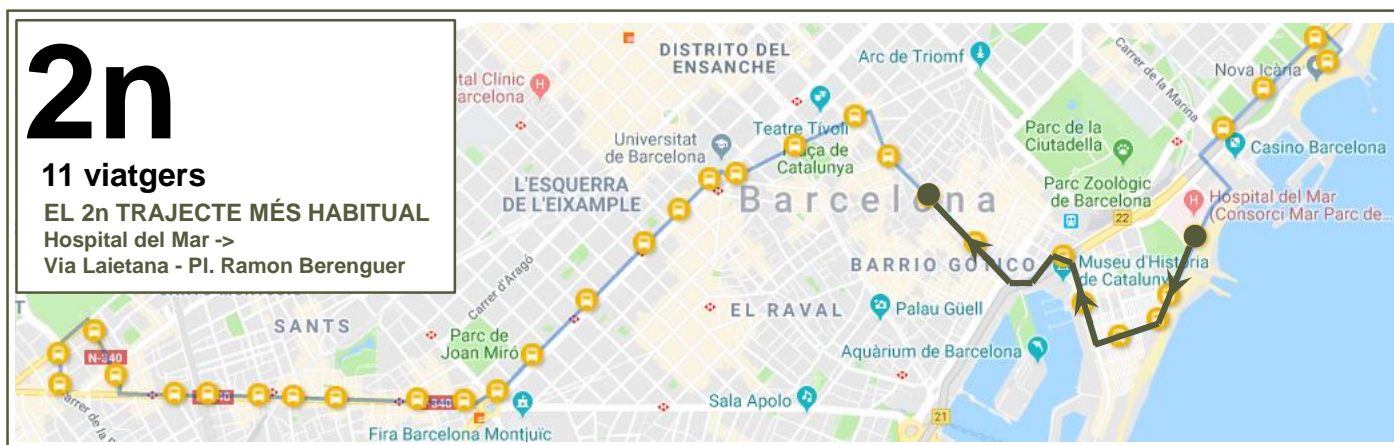 2n
11 viatgers
EL 2n TRAJECTE MÉS HABITUAL
Hospital del Mar ->
Via Laietana - Pl. Ramon Berenguer
DISTRITO DEL
ENSANCHE
Arc de Triomf
Carrer de la Marina
Nova Icària
tal Clínic
arcelona
Teatre Tívoli
Plaça de
Catalunya
Universitat
de Barcelona
Parc de la
Ciutadella
Casino Barcelona
L'ESQUERRA
DE L'EIXAMPLE
Barcelona
Parc Zoològic
de Barcelona
22
Hospital del Mar
(Consorci Mar Parc de...
BARRIO GÓTICO
Museu d'Història
de Catalunya
Carrer d'Aragó
EL RAVAL
Palau Güell
SANTS
Parc de
Joan Miró
Aquàrium de Barcelona
N-340
Sala Apolo
21
Fira Barcelona Montjuïc